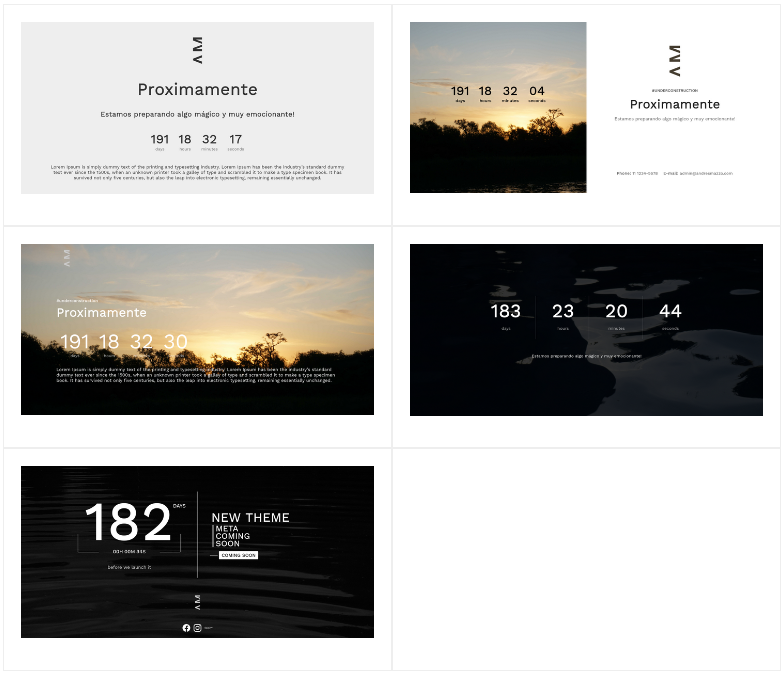 Proximamente
Estamos preparando algo mágico y muy emocionante!
191 18 32 17
days hours minutes seconds
Lorem Ipsum is simply dummy text of the printing and typesetting industry. Lorem Ipsum has been the industry's standard dummy
text ever since the 1500s, when an unknown printer took a galley of type and scrambled it to make a type specimen book. It has
survived not only five centuries, but also the leap into electronic typesetting, remaining essentially unchanged.
191 18 32 04
days hours minutes seconds
#UNDERCONSTRUCTION
Proximamente
Estamos preparando algo mágico y muy emocionante!
#underconstruction
Proximamente
191 18 32 30
days hours
Lorem Ipsum is simply dummy text of the printing and typesetting industry. Lorem Ipsum has been the industry's standard
dummy text ever since the 1500s, when an unknown printer took a galley of type and scrambled it to make a type specimen
book. It has survived not only five centuries, but also the leap into electronic typesetting, remaining essentially unchanged.
183 23 20 44
days hours minutes seconds
Estamos preparando algo mágico y muy emocionante!
182 DAYS
00H 00M 34S
Before we launch it
NEW THEME
META
COMING
SOON
COMING SOON